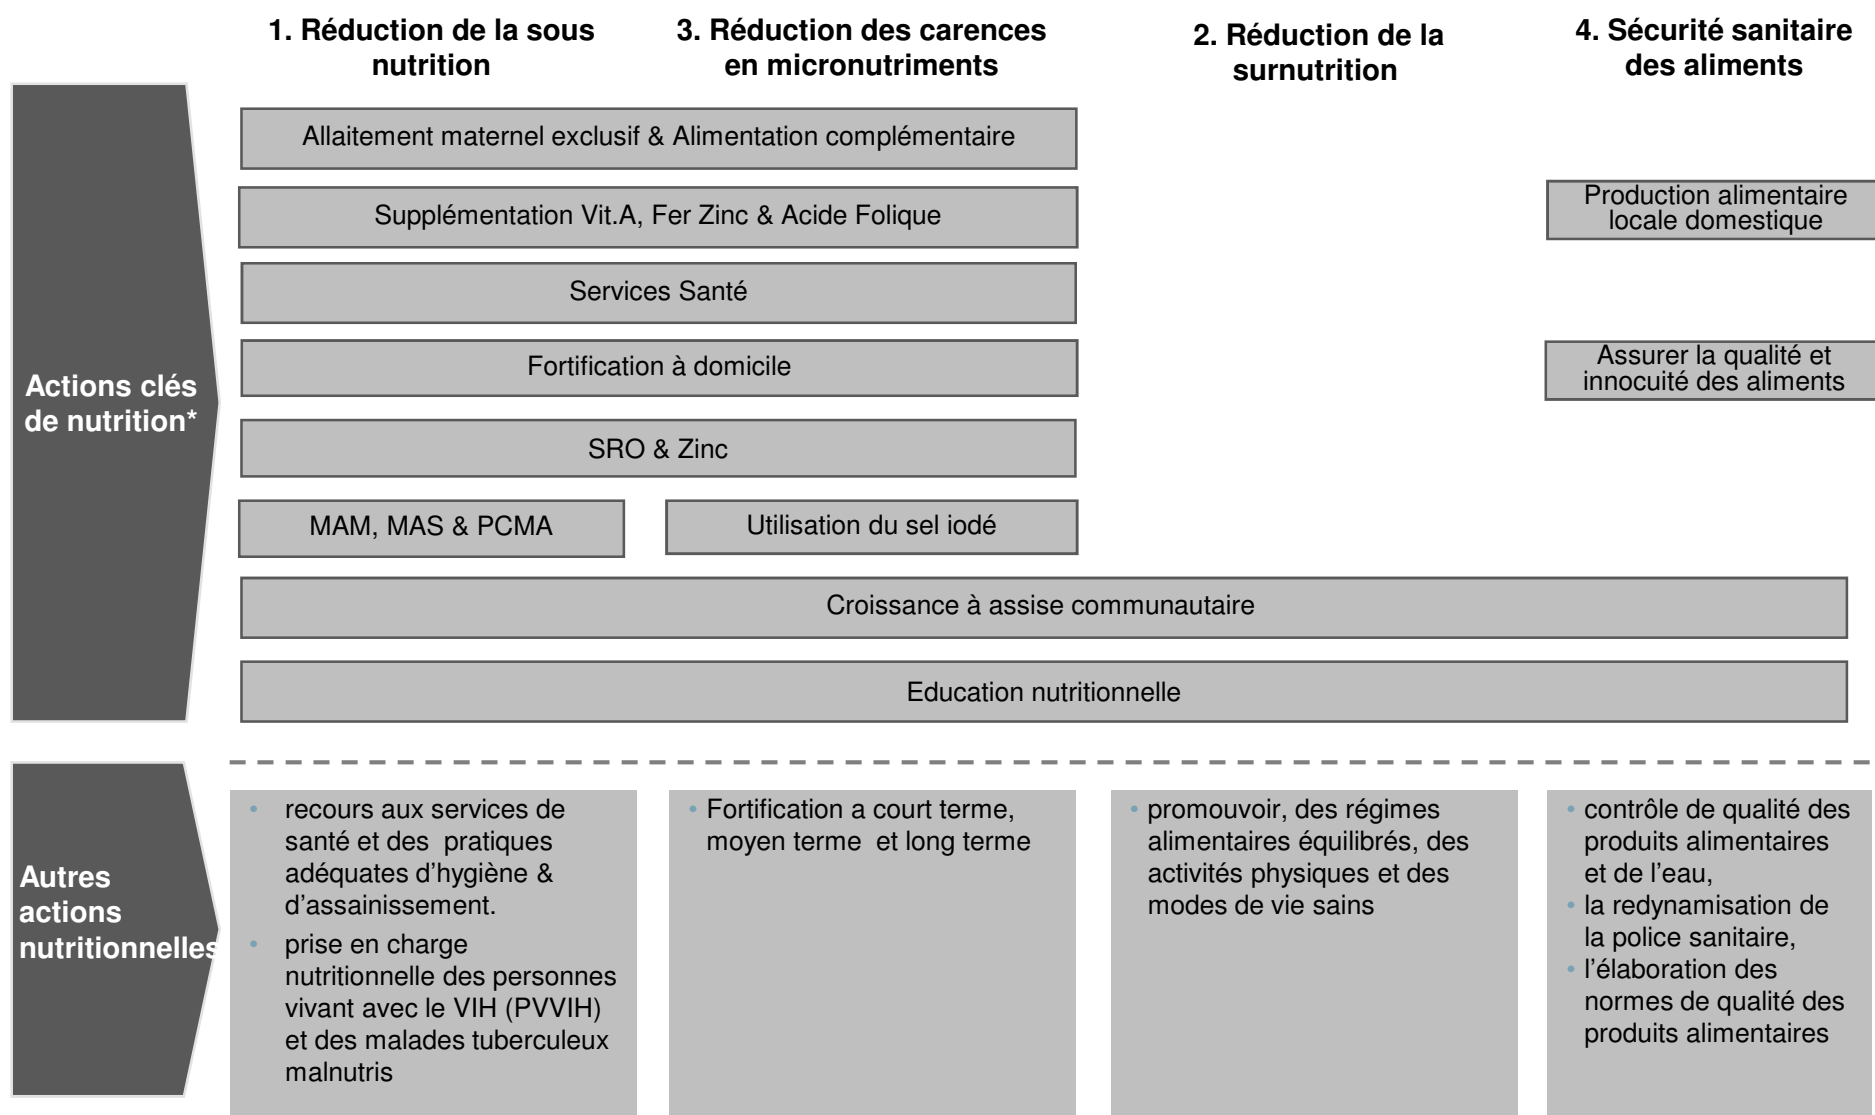 1. Réduction de la sous
nutrition
3. Réduction des carences
en micronutriments
2. Réduction de la
surnutrition
4. Sécurité sanitaire
des aliments
Actions clés
de nutrition*
Allaitement maternel exclusif & Alimentation complémentaire
Supplémentation Vit.A, Fer Zinc & Acide Folique
Production alimentaire
locale domestique
Services Santé
Fortification à domicile
Assurer la qualité et
innocuité des aliments
SRO & Zinc
MAM, MAS & PCMA
Utilisation du sel iodé
Croissance à assise communautaire
Education nutritionnelle
Autres
actions
nutritionnelles
• recours aux services de
santé et des pratiques
adéquates d’hygiène &
d’assainissement.
• prise en charge
nutritionnelle des personnes
vivant avec le VIH (PVVIH)
et des malades tuberculeux
malnutris
• Fortification a court terme,
moyen terme et long terme
• promouvoir, des régimes
alimentaires équilibrés, des
activités physiques et des
modes de vie sains
• contrôle de qualité des
produits alimentaires
et de l’eau,
• la redynamisation de
la police sanitaire,
• l’élaboration des
normes de qualité des
produits alimentaires